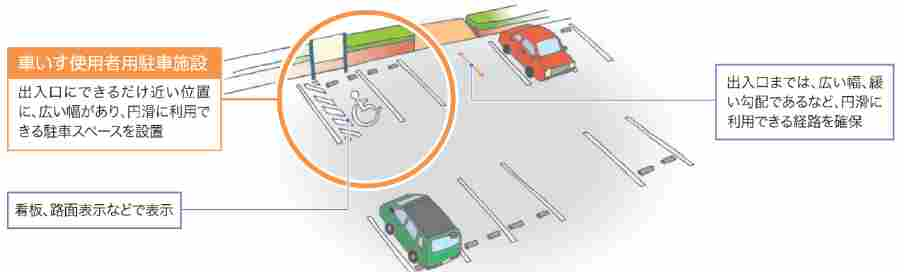 車いす使用者用駐車施設
出入口にできるだけ近い位置
に、広い幅があり、円滑に利用で
きる駐車スペースを設置
出入口までは、広い幅、緩
い勾配であるなど、円滑に
利用できる経路を確保
看板、路面表示などで表示